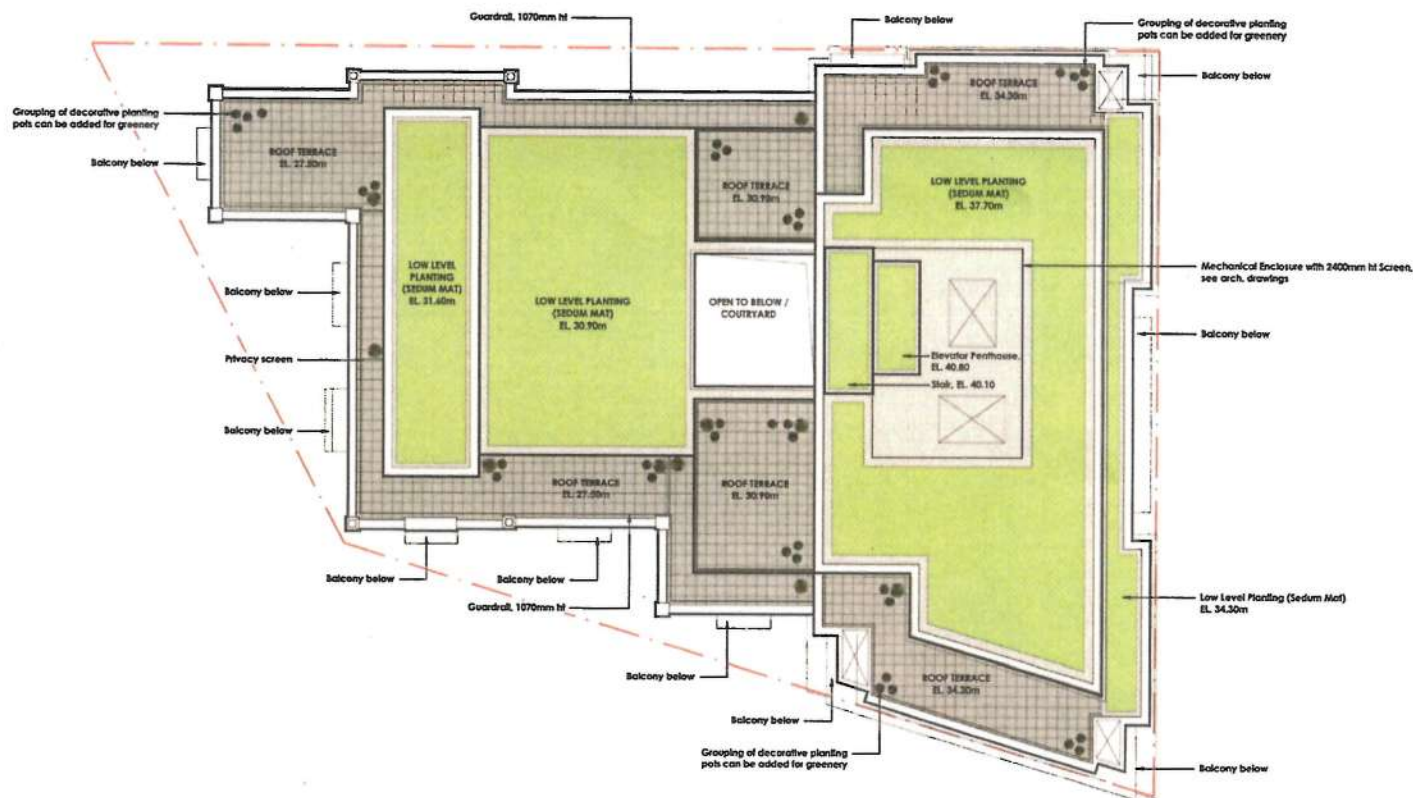 Guardrail, 1070mm ht
Balcony below
Grouping of decorative planting
pots can be added for greenery
Balcony below
ROOF TERRACE
EL. 34.30m
Grouping of decorative planting
pots can be added for greenery
Balcony below
ROOF TERRACE
EL. 27.50m
ROOF TERRACE
EL. 30.90m
LOW LEVEL PLANTING
(SEDUM MAT)
EL. 37.70m
Balcony below
LOW LEVEL
PLANTING
(SEDUM MAT)
EL. 31.60m
LOW LEVEL PLANTING
(SEDUM MAT)
EL. 30.90m
OPEN TO BELOW /
COUTRYARD
Mechanical Enclosure with 2400mm ht Screen,
see arch. drawings
Balcony below
Privacy screen
Elevator Penthouse,
EL. 40.80
Stair, EL. 40.10
Balcony below
ROOF TERRACE
EL. 27.50m
ROOF TERRACE
EL. 30.90m
Balcony below
Balcony below
Guardrail, 1070mm ht
Low Level Planting (Sedum Mat)
EL. 34.30m
Balcony below
ROOF TERRACE
EL. 34.30m
Balcony below
Grouping of decorative planting
pots can be added for greenery
Balcony below